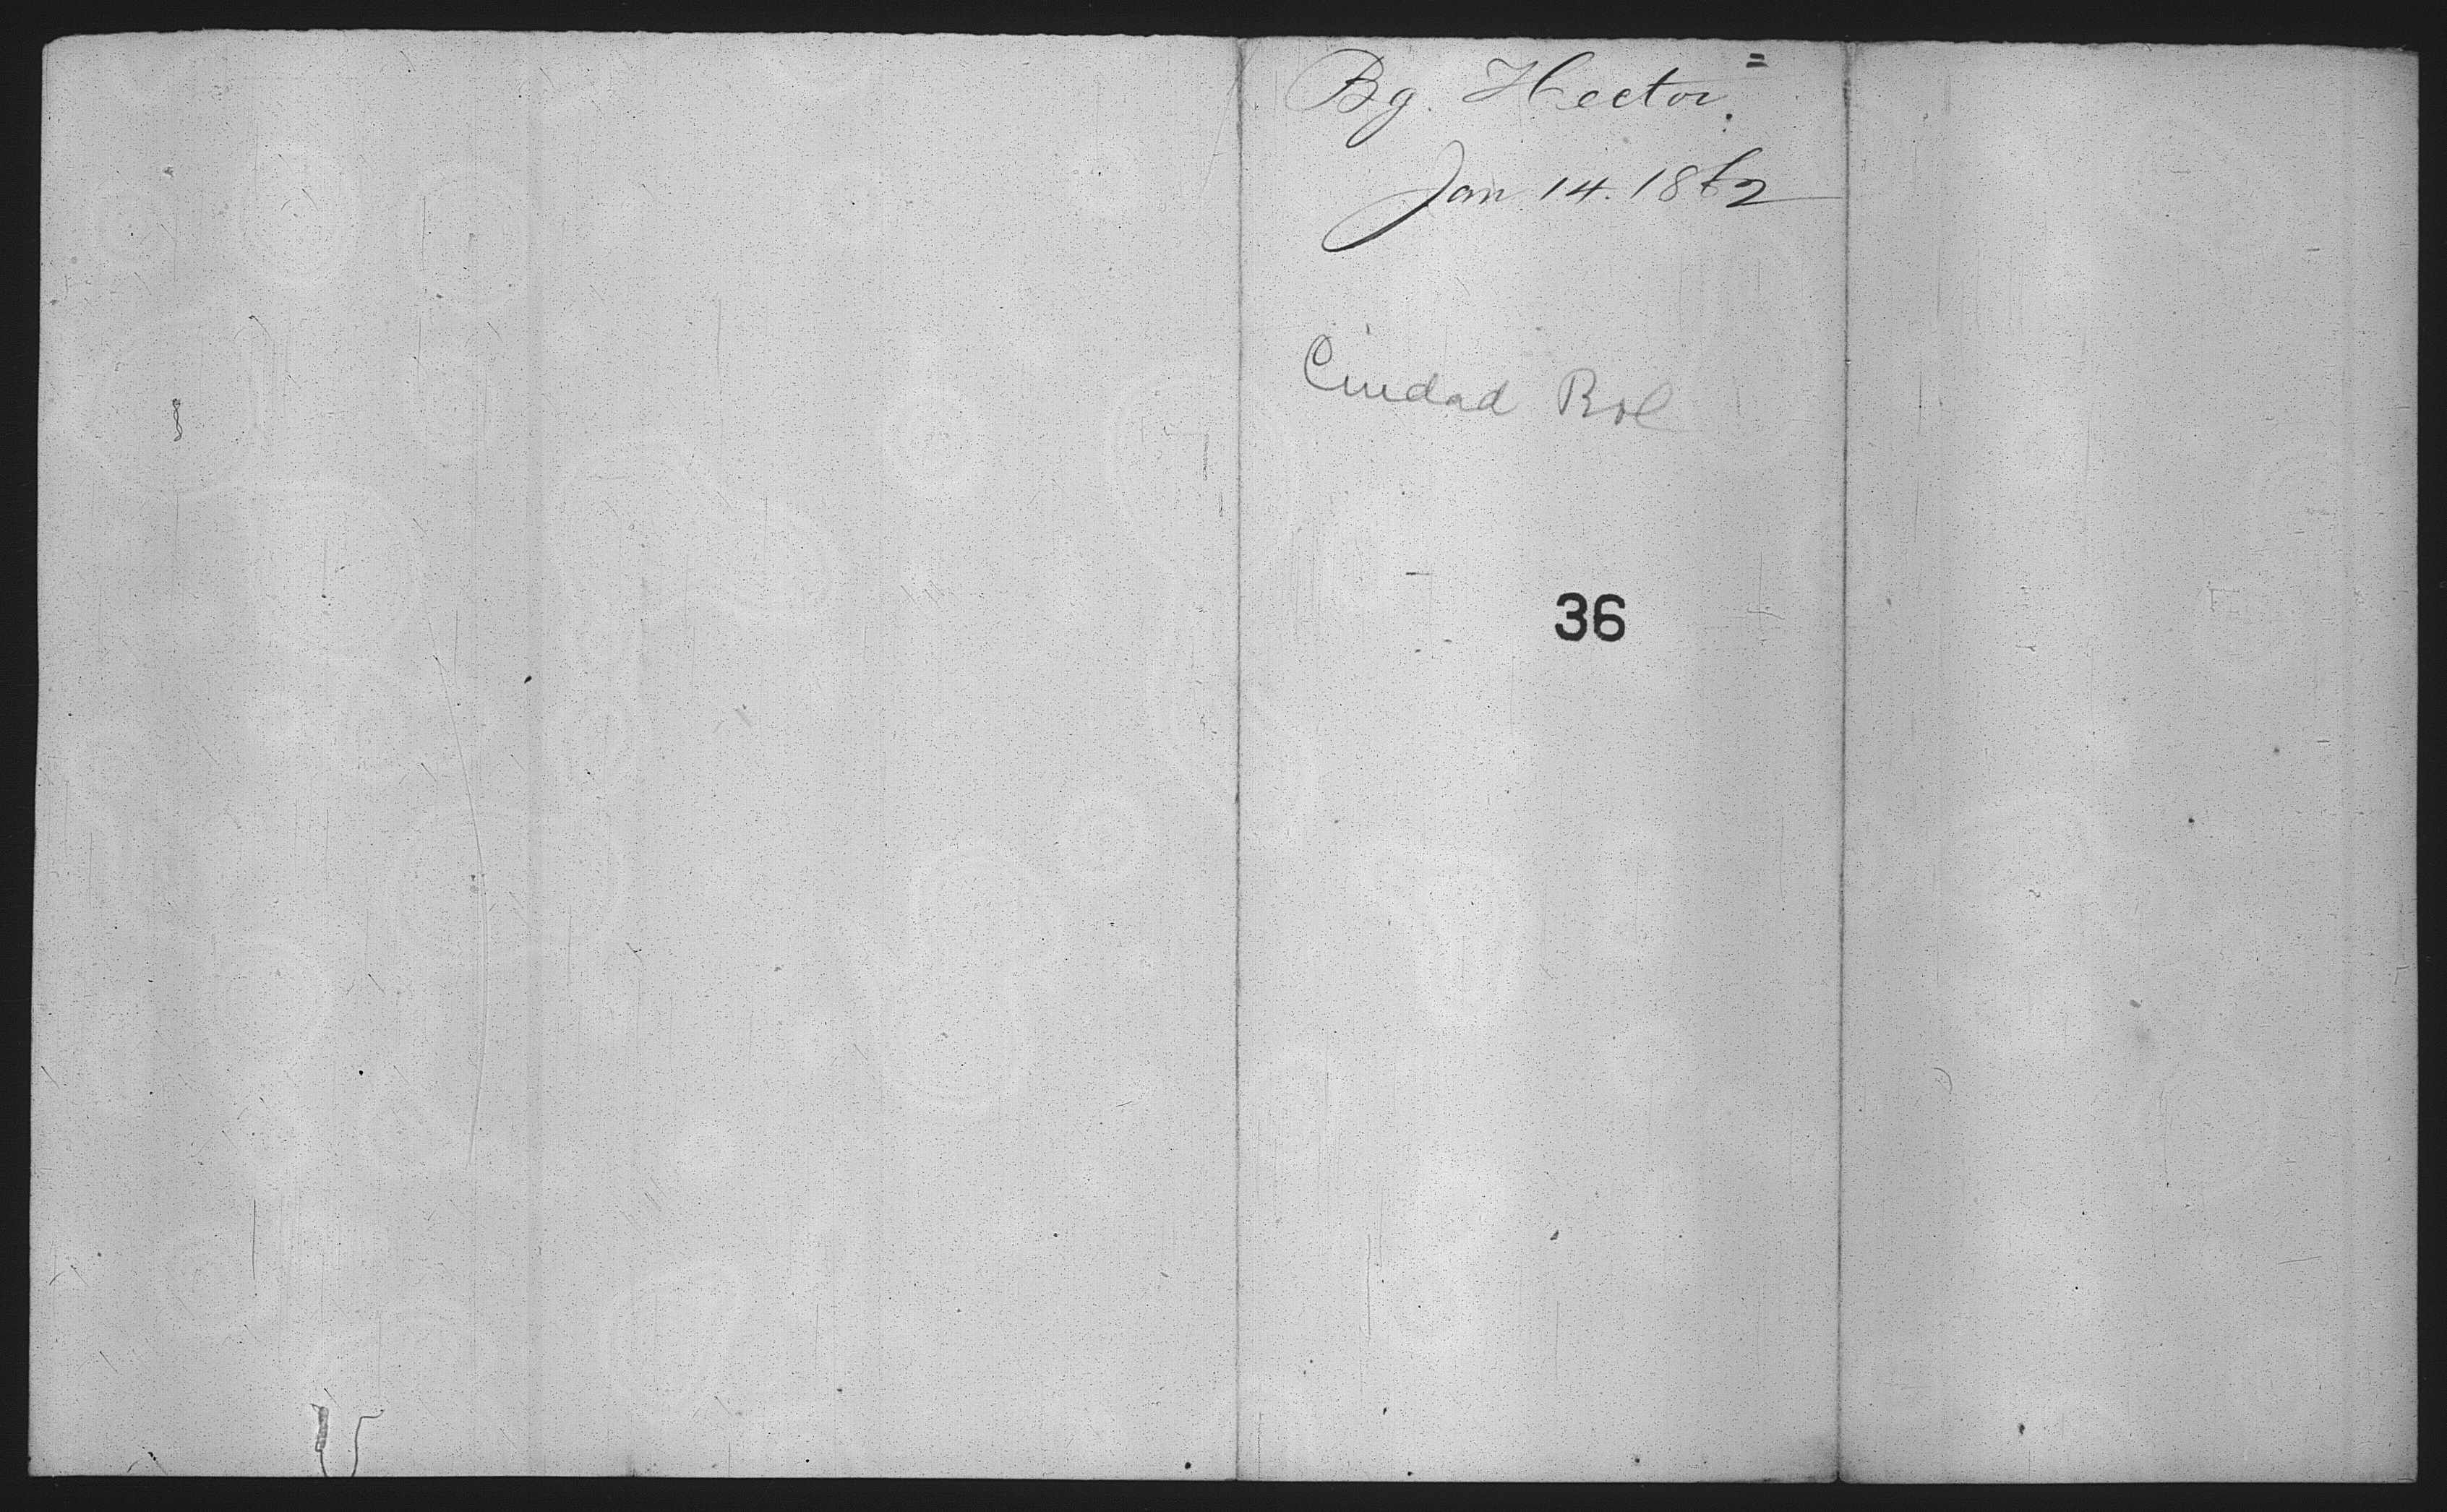 Bg. Hector.=
Jan. 14. 1862
Ciudad Bol
36